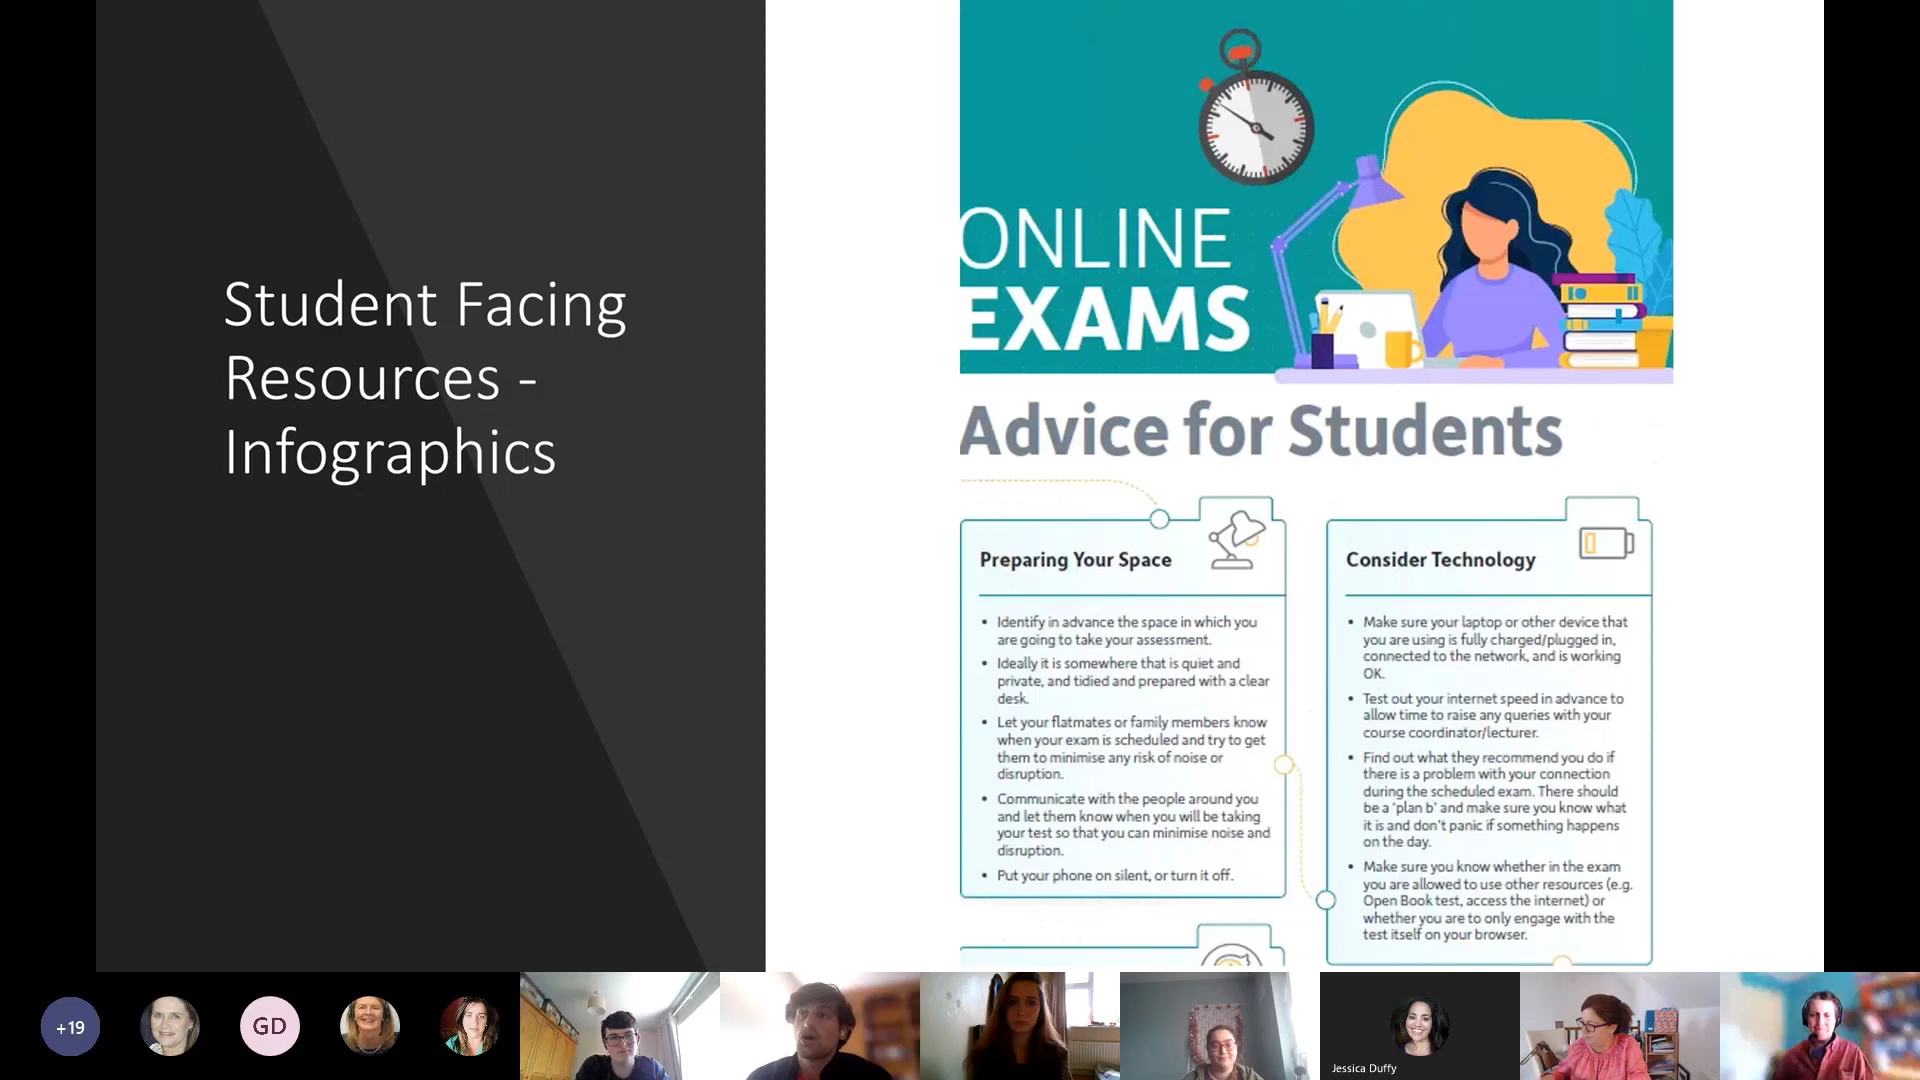 Student Facing
Resources -
Infographics
ONLINE
EXAMS
Advice for Students
Preparing Your Space
• Identify in advance the space in which you
are going to take your assessment.
• Ideally it is somewhere that is quiet and
private, and tidied and prepared with a clear
desk.
• Let your flatmates or family members know
when your exam is scheduled and try to get
them to minimise any risk of noise or
disruption.
• Communicate with the people around you
and let them know when you will be taking
your test so that you can minimise noise and
disruption.
• Put your phone on silent, or turn it off.
Consider Technology
• Make sure your laptop or other device that
you are using is fully charged/plugged in,
connected to the network, and is working
OK.
• Test out your internet speed in advance to
allow time to raise any queries with your
course coordinator/lecturer.
• Find out what they recommend you do if
there is a problem with your connection
during the scheduled exam. There should
be a 'plan b' and make sure you know what
it is and don't panic if something happens
on the day.
• Make sure you know whether in the exam
you are allowed to use other resources (e.g.
Open Book test, access the internet) or
whether you are to only engage with the
test itself on your browser.
+19
GD
Jessica Duffy